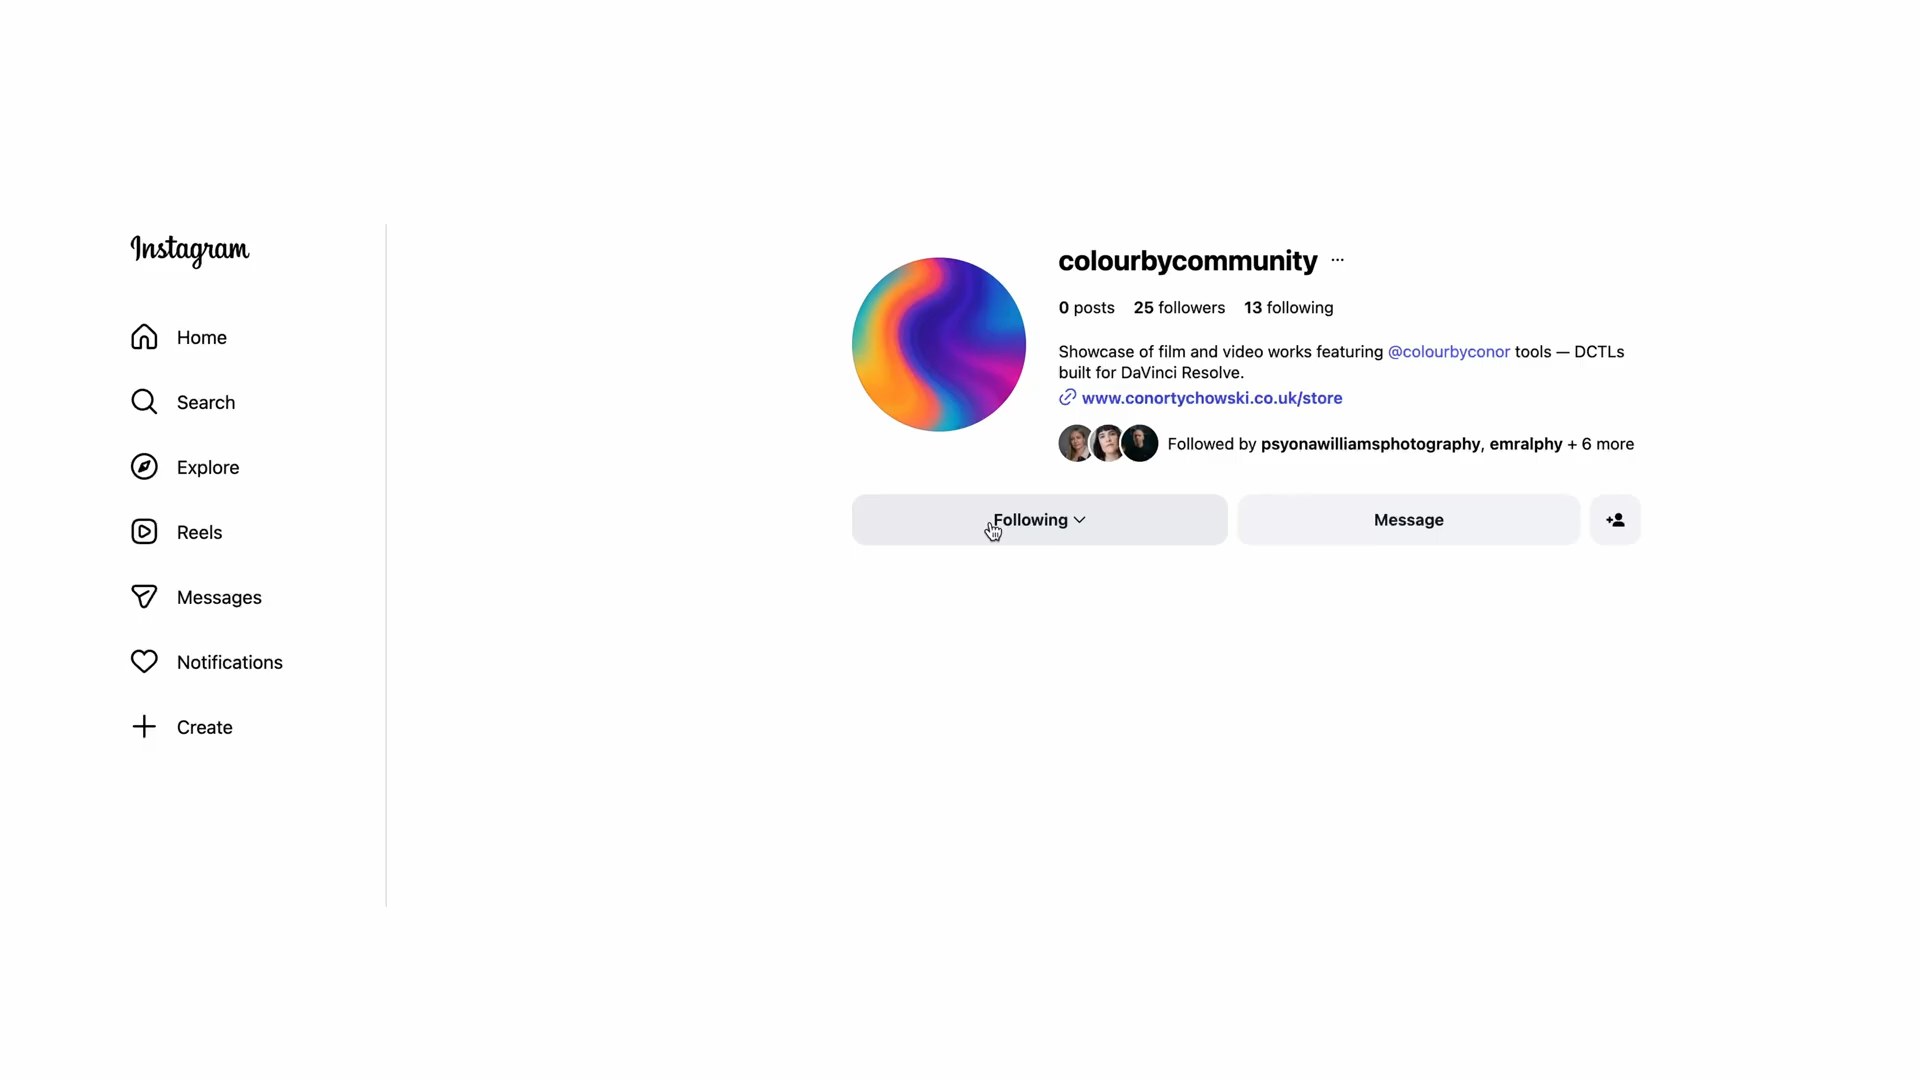 Instagram
Home
Search
Explore
Reels
Messages
Notifications
Create
colourbycommunity ...
0 posts 25 followers 13 following
Showcase of film and video works featuring @colourbyconor tools — DCTLs
built for DaVinci Resolve.
www.conortychowski.co.uk/store
Followed by psyonawilliamsphotography, emralphy + 6 more
Following
Message